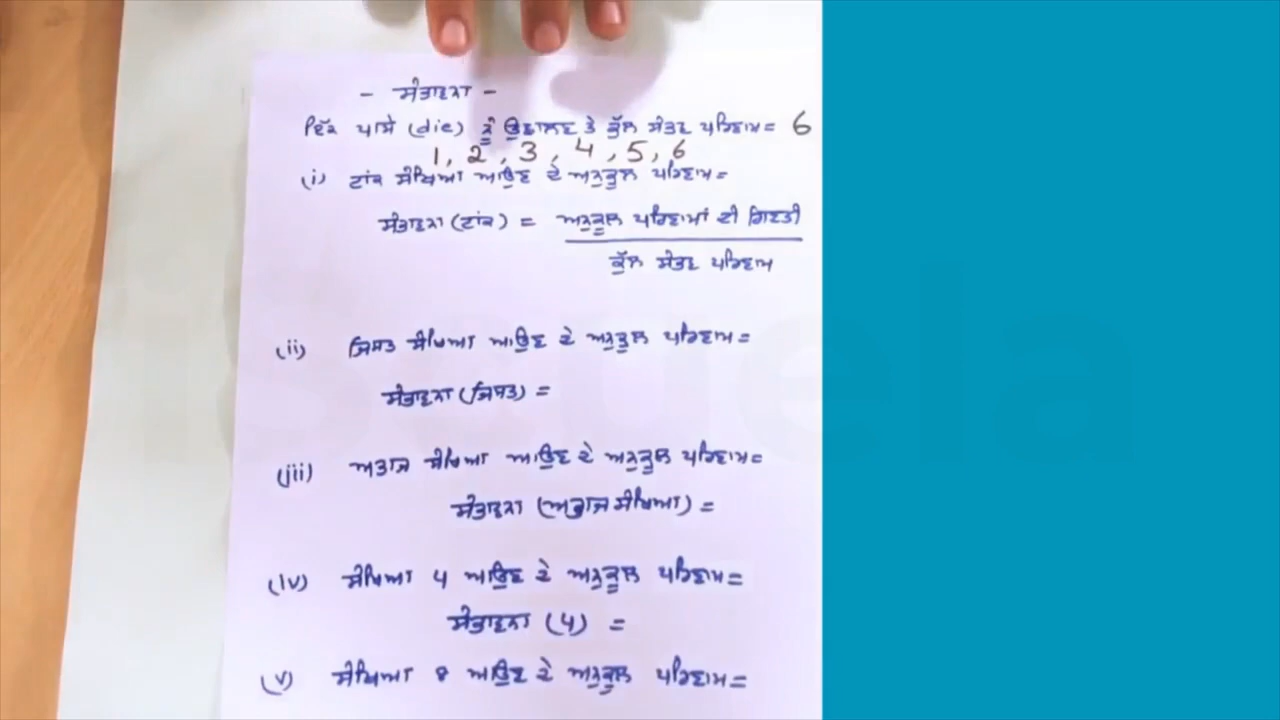 - ਸੰਭਾਵਨਾ -
ਇੱਕ ਪਾਸੇ (die) ਨੂੰ ਉਛਾਲਣ ਤੇ ਕੁੱਲ ਸੰਭਵ ਪਰਿਣਾਮ = 6
1, 2, 3, 4, 5, 6
(i) ਟਾਂਕ ਸੰਖਿਆ ਆਉਣ ਦੇ ਅਨੁਕੂਲ ਪਰਿਣਾਮ =
ਸੰਭਾਵਨਾ (ਟਾਂਕ) = ਅਨੁਕੂਲ ਪਰਿਣਾਮਾਂ ਦੀ ਗਿਣਤੀ
ਕੁੱਲ ਸੰਭਵ ਪਰਿਣਾਮ
(ii) ਜਿਸਤ ਸੰਖਿਆ ਆਉਣ ਦੇ ਅਨੁਕੂਲ ਪਰਿਣਾਮ =
ਸੰਭਾਵਨਾ (ਜਿਸਤ) =
(iii) ਅਭਾਜ ਸੰਖਿਆ ਆਉਣ ਦੇ ਅਨੁਕੂਲ ਪਰਿਣਾਮ =
ਸੰਭਾਵਨਾ (ਅਭਾਜ ਸੰਖਿਆ) =
(iv) ਸੰਖਿਆ 4 ਆਉਣ ਦੇ ਅਨੁਕੂਲ ਪਰਿਣਾਮ =
ਸੰਭਾਵਨਾ (4) =
(v) ਸੰਖਿਆ 8 ਆਉਣ ਦੇ ਅਨੁਕੂਲ ਪਰਿਣਾਮ =